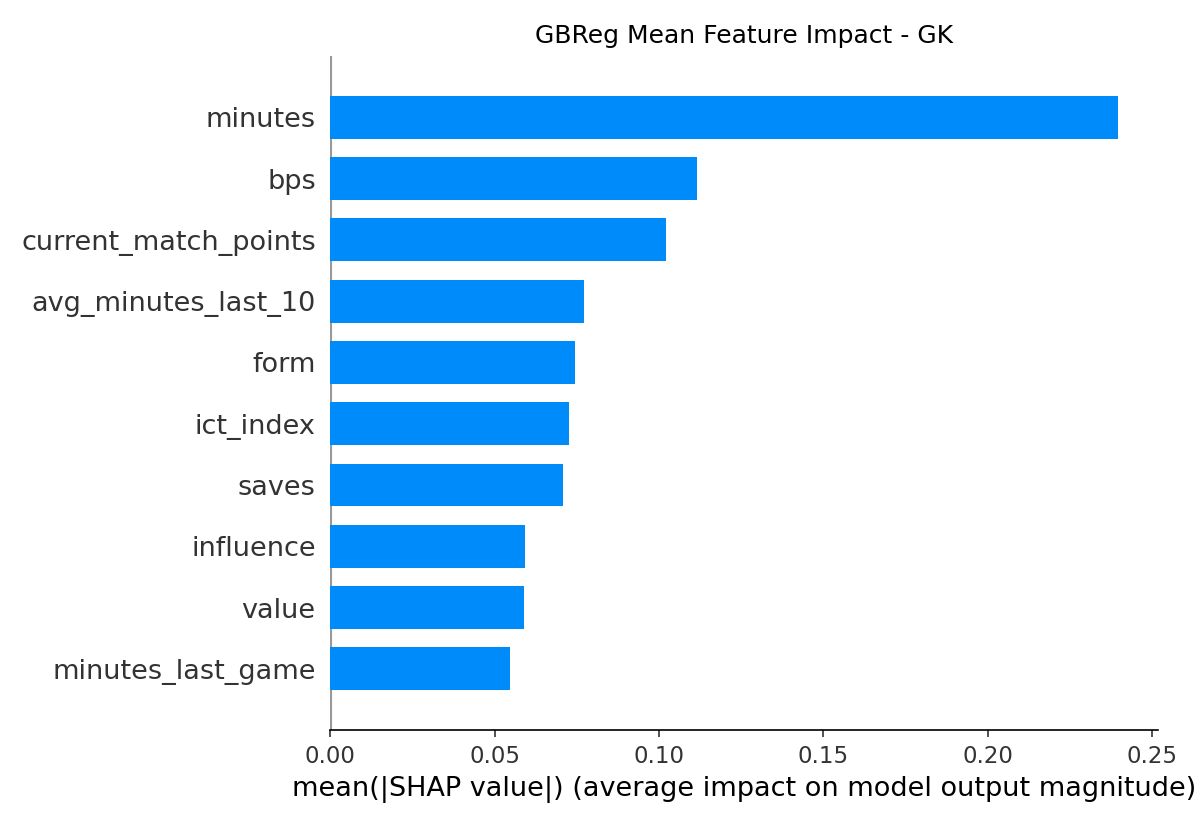 GBReg Mean Feature Impact - GK
minutes
bps
current_match_points
avg_minutes_last_10
form
ict_index
saves
influence
value
minutes_last_game
0.00 0.05 0.10 0.15 0.20 0.25
mean(|SHAP value|) (average impact on model output magnitude)